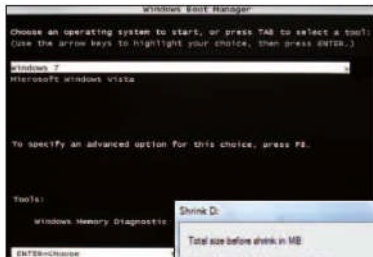 Windows Boot Manager
Choose an operating system to start, or press TAB to select a tool:
(Use the arrow keys to highlight your choice, then press ENTER.)
Windows 7
Microsoft Windows Vista
To specify an advanced option for this choice, press F8.
Tools:
Windows Memory Diagnostic
ENTER=Choose
Shrink D:
Total size before shrink in MB: